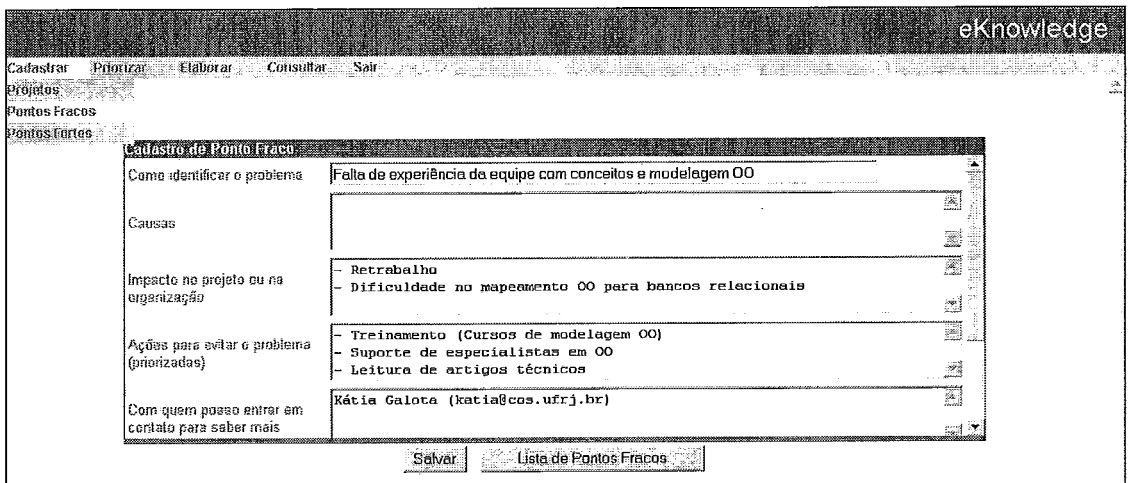 eKnowledge
Cadastrar Priorizar Elaborar Consultar Sair
Projetos
Pontos Fracos
Pontos Fortes
Cadastro de Ponto Fraco
Como identificar o problema
Falta de experiência da equipe com conceitos e modelagem OO
Causas
Impacto no projeto ou na
organização
- Retrabalho
- Dificuldade no mapeamento OO para bancos relacionais
Ações para evitar o problema
(priorizadas)
- Treinamento (Cursos de modelagem OO)
- Suporte de especialistas em OO
- Leitura de artigos técnicos
Com quem posso entrar em
contato para saber mais
Kátia Galota (katia@cos.ufrj.br)
Salvar Lista de Pontos Fracos